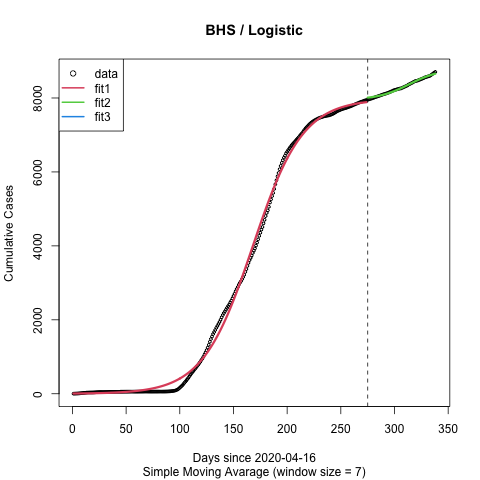 BHS / Logistic
data
fit1
fit2
fit3
Cumulative Cases
8000
6000
4000
2000
0
0 50 100 150 200 250 300 350
Days since 2020-04-16
Simple Moving Avarage (window size = 7)